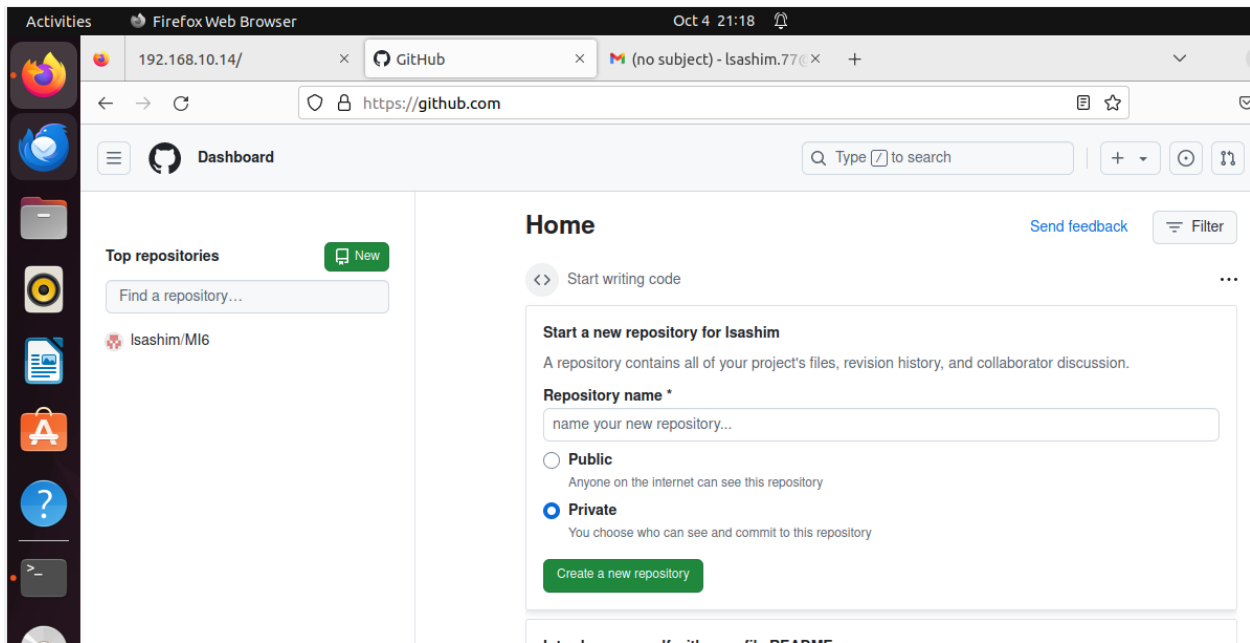 Activities Firefox Web Browser Oct 4 21:18
192.168.10.14/ GitHub (no subject) - lsashim.77@
https://github.com
Dashboard Type / to search
Home Send feedback Filter
Top repositories New
Find a repository...
lsashim/MI6
Start writing code
Start a new repository for lsashim
A repository contains all of your project's files, revision history, and collaborator discussion.
Repository name *
name your new repository...
Public
Anyone on the internet can see this repository
Private
You choose who can see and commit to this repository
Create a new repository